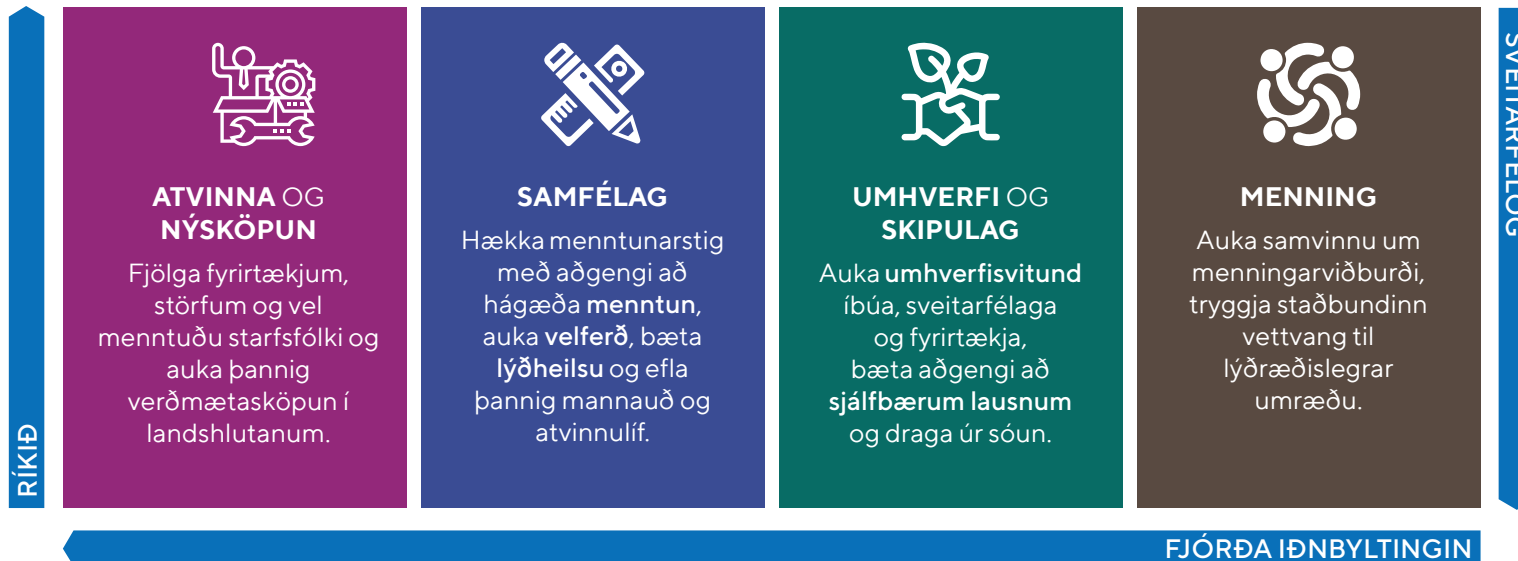 RÍKIÐ
ATVINNA OG
NÝSKÖPUN
Fjölga fyrirtækjum,
störfum og vel
menntuðu starfsfólki og
auka þannig
verðmætasköpun í
landshlutanum.
SAMFÉLAG
Hækka menntunarstig
með aðgengi að
hágæða menntun,
auka velferð, bæta
lýðheilsu og efla
þannig mannauð og
atvinnulíf.
UMHVERFI OG
SKIPULAG
Auka umhverfisvitund
íbúa, sveitarfélaga
og fyrirtækja,
bæta aðgengi að
sjálfbærum lausnum
og draga úr sóun.
MENNING
Auka samvinnu um
menningarviðburði,
tryggja staðbundinn
vettvang til
lýðræðislegrar
umræðu.
SVEITARFÉLÖG
FJÓRÐA IÐNBYLTINGIN